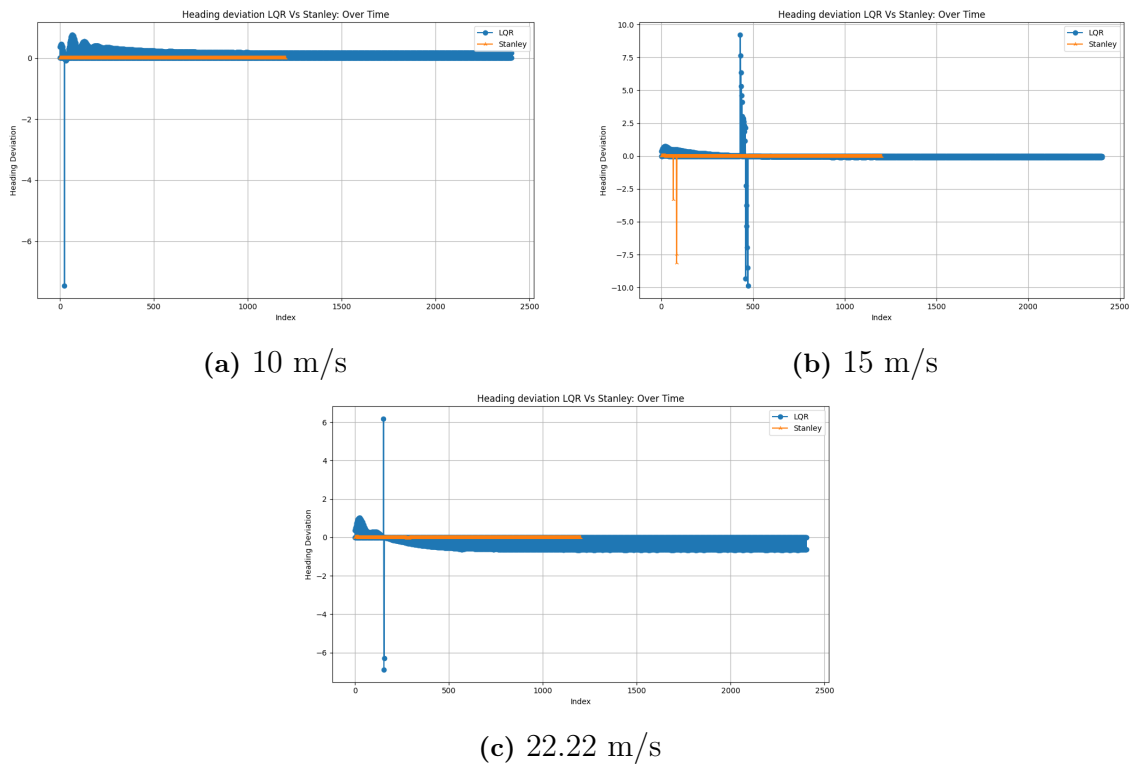 Heading deviation LQR Vs Stanley: Over Time
LQR
Stanley
0
−2
−4
−6
Heading Deviation
0
500
1000
1500
2000
2500
Index
(a) 10 m/s
Heading deviation LQR Vs Stanley: Over Time
LQR
Stanley
10.0
7.5
5.0
2.5
0.0
−2.5
−5.0
−7.5
−10.0
Heading Deviation
0
500
1000
1500
2000
2500
Index
(b) 15 m/s
Heading deviation LQR Vs Stanley: Over Time
LQR
Stanley
6
4
2
0
−2
−4
−6
Heading Deviation
0
500
1000
1500
2000
2500
Index
(c) 22.22 m/s